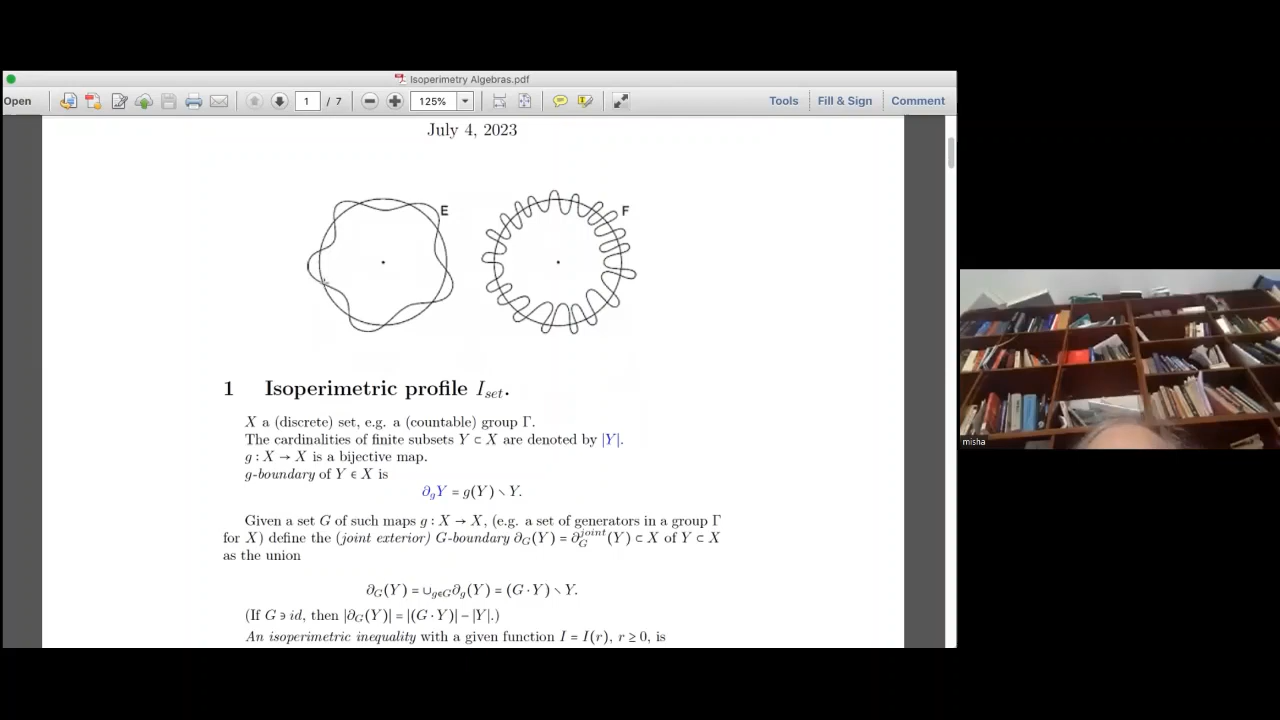 Isoperimetry Algebras.pdf
Open
1 / 7
125%
Tools
Fill & Sign
Comment
July 4, 2023
E
F
1 Isoperimetric profile I_set.
X a (discrete) set, e.g. a (countable) group Γ.
The cardinalities of finite subsets Y ⊂ X are denoted by |Y|.
g : X → X is a bijective map.
g-boundary of Y ∈ X is
∂_gY = g(Y) ∖ Y.
Given a set G of such maps g : X → X, (e.g. a set of generators in a group Γ
for X) define the (joint exterior) G-boundary ∂_G(Y) = ∂_G^{joint}(Y) ⊂ X of Y ⊂ X
as the union
∂_G(Y) = ∪_{g∈G}∂_g(Y) = (G · Y) ∖ Y.
(If G ∋ id, then |∂_G(Y)| = |(G · Y)| − |Y|.)
An isoperimetric inequality with a given function I = I(r), r ≥ 0, is
misha